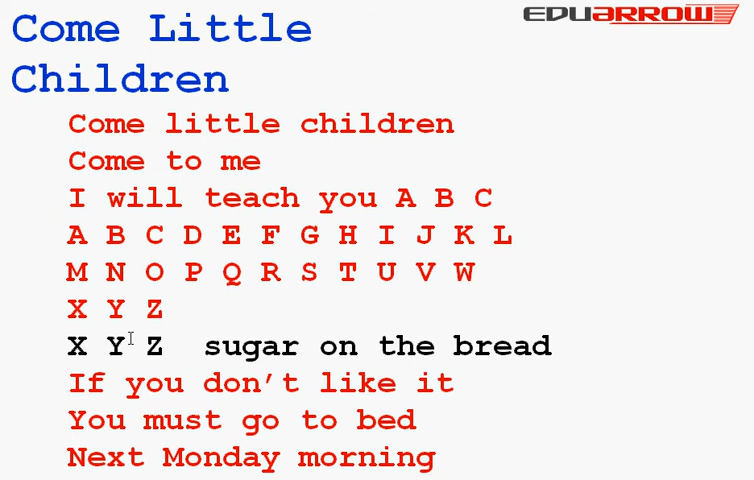 Come Little
EDUARROW
Children
Come little children
Come to me
I will teach you A B C
A B C D E F G H I J K L
M N O P Q R S T U V W
X Y Z
X Y Z sugar on the bread
If you don't like it
You must go to bed
Next Monday morning